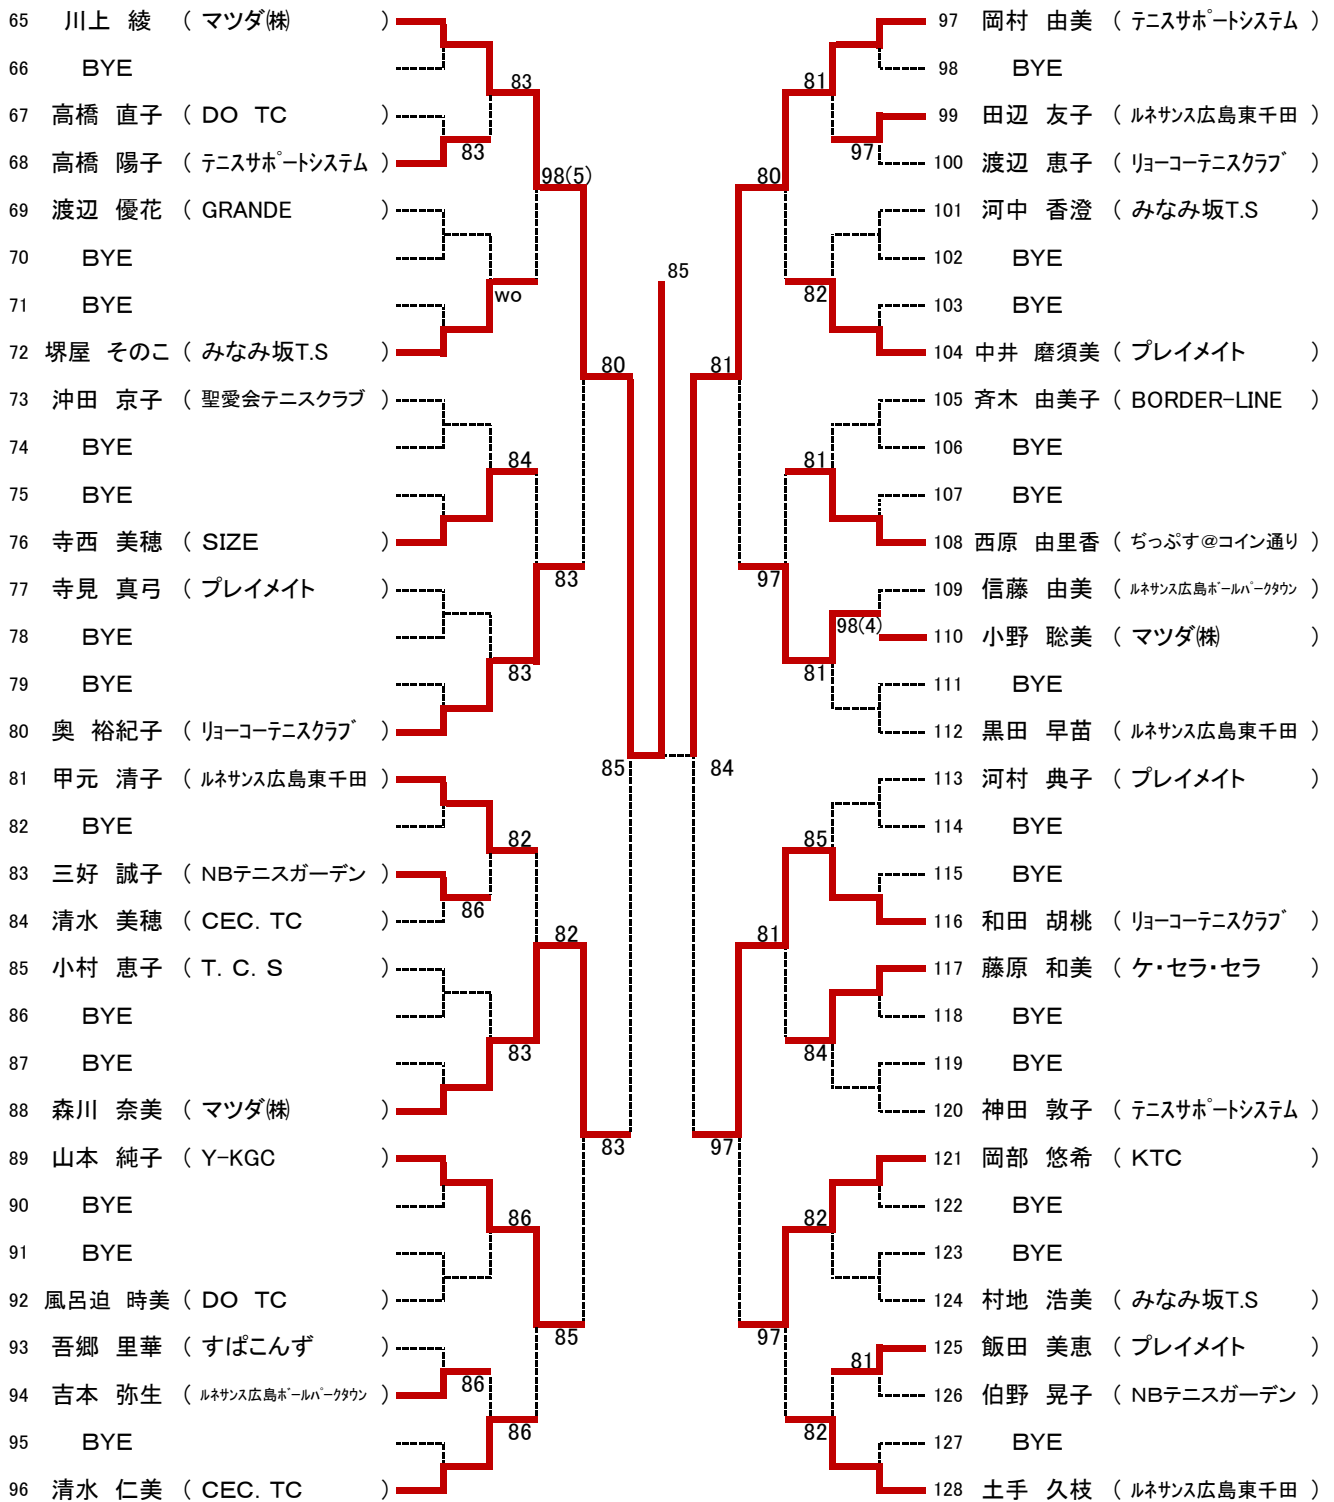 65 川上 綾 ( マツダ㈱ )
66 BYE
83
67 高橋 直子 ( DO TC )
68 高橋 陽子 ( テニスサポートシステム )
83
98(5)
69 渡辺 優花 ( GRANDE )
70 BYE
71 BYE
wo
72 堺屋 そのこ ( みなみ坂T.S )
80
73 沖田 京子 ( 聖愛会テニスクラブ )
74 BYE
84
75 BYE
76 寺西 美穂 ( SIZE )
83
77 寺見 真弓 ( プレイメイト )
78 BYE
83
79 BYE
80 奥 裕紀子 ( リョーコーテニスクラブ )
85
81 甲元 清子 ( ルネサンス広島東千田 )
82 BYE
82
83 三好 誠子 ( NBテニスガーデン )
86
84 清水 美穂 ( CEC. TC )
82
85 小村 恵子 ( T. C. S )
86 BYE
83
87 BYE
88 森川 奈美 ( マツダ㈱ )
83
89 山本 純子 ( Y-KGC )
90 BYE
86
91 BYE
92 風呂迫 時美 ( DO TC )
85
93 吾郷 里華 ( すぱこんず )
86
94 吉本 弥生 ( ルネサンス広島ボールパークタウン )
86
95 BYE
96 清水 仁美 ( CEC. TC )
85
97 岡村 由美 ( テニスサポートシステム )
98 BYE
81
99 田辺 友子 ( ルネサンス広島東千田 )
97
100 渡辺 恵子 ( リョーコーテニスクラブ )
80
101 河中 香澄 ( みなみ坂T.S )
102 BYE
82
103 BYE
104 中井 磨須美 ( プレイメイト )
81
105 斉木 由美子 ( BORDER-LINE )
106 BYE
81
107 BYE
108 西原 由里香 ( ぢっぷす@コイン通り )
97
109 信藤 由美 ( ルネサンス広島ボールパークタウン )
98(4)
110 小野 聡美 ( マツダ㈱ )
81
111 BYE
112 黒田 早苗 ( ルネサンス広島東千田 )
84
113 河村 典子 ( プレイメイト )
114 BYE
85
115 BYE
116 和田 胡桃 ( リョーコーテニスクラブ )
81
117 藤原 和美 ( ケ・セラ・セラ )
118 BYE
84
119 BYE
120 神田 敦子 ( テニスサポートシステム )
97
121 岡部 悠希 ( KTC )
122 BYE
82
123 BYE
124 村地 浩美 ( みなみ坂T.S )
97
125 飯田 美恵 ( プレイメイト )
81
126 伯野 晃子 ( NBテニスガーデン )
82
127 BYE
128 土手 久枝 ( ルネサンス広島東千田 )